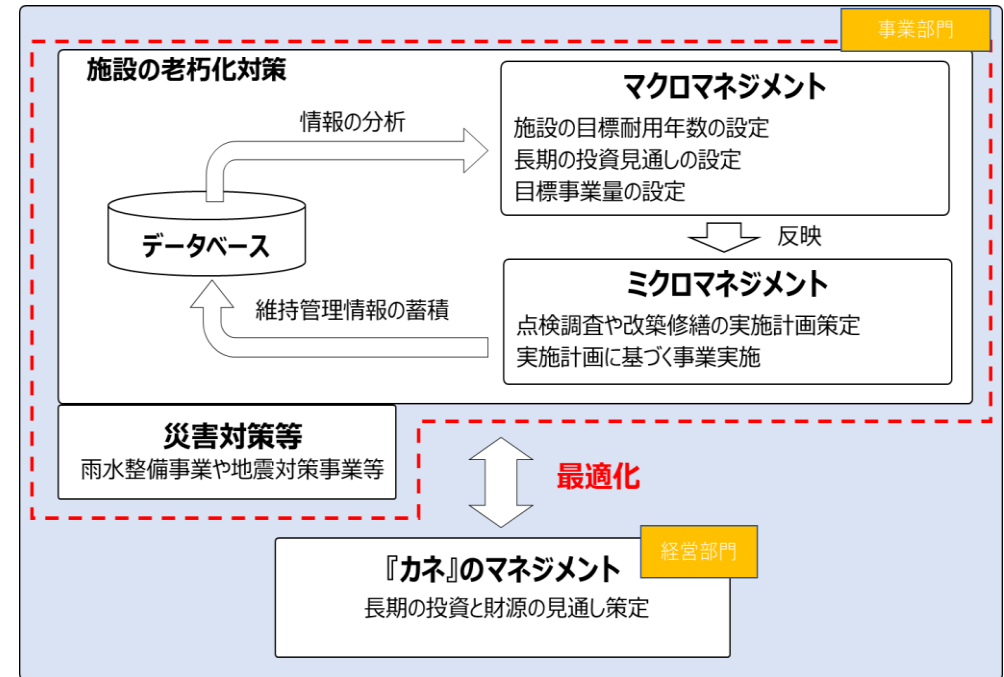 事業部門
施設の老朽化対策
情報の分析
マクロマネジメント
施設の目標耐用年数の設定
長期の投資見通しの設定
目標事業量の設定
データベース
反映
維持管理情報の蓄積
ミクロマネジメント
点検調査や改築修繕の実施計画策定
実施計画に基づく事業実施
災害対策等
雨水整備事業や地震対策事業等
最適化
経営部門
『カネ』のマネジメント
長期の投資と財源の見通し策定